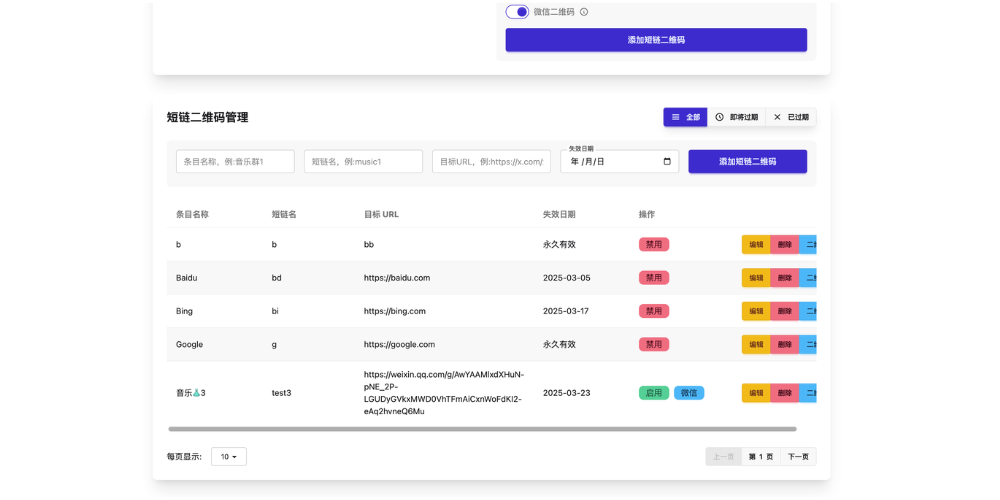 微信二维码
添加短链二维码
短链二维码管理
全部 即将过期 已过期
条目名称，例:音乐群1 短链名，例:music1 目标URL，例:https://x.com/ 失效日期 年 /月/日 添加短链二维码
条目名称 短链名 目标 URL 失效日期 操作
b b bb 永久有效 禁用 编辑 删除 二维
Baidu bd https://baidu.com 2025-03-05 禁用 编辑 删除 二维
Bing bi https://bing.com 2025-03-17 禁用 编辑 删除 二维
Google g https://google.com 永久有效 禁用 编辑 删除 二维
https://weixin.qq.com/g/AwYAAMlxdXHuN-
pNE_2P-
音乐3 test3 2025-03-23 启用 微信 编辑 删除 二维
LGUDyGVkxMWD0VhTFmAiCxnWoFdKl2-
eAq2hvneQ6Mu
每页显示: 10 上一页 第 1 页 下一页